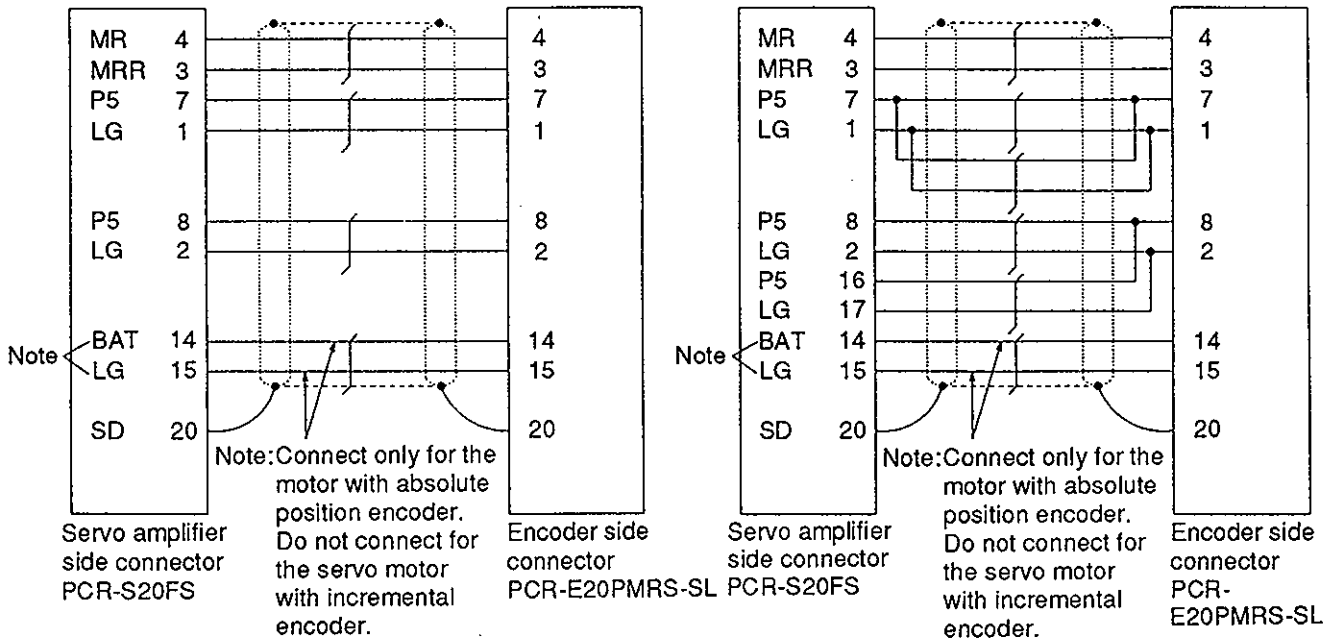 MR 4 4
MRR 3 3
P5 7 7
LG 1 1
P5 8 8
LG 2 2
Note BAT 14 14
LG 15 15
SD 20 20
Note:Connect only for the
motor with absolute
position encoder.
Do not connect for
the servo motor
with incremental
encoder.
Servo amplifier
side connector
PCR-S20FS
Encoder side
connector
PCR-E20PMRS-SL
MR 4 4
MRR 3 3
P5 7 7
LG 1 1
P5 8 8
LG 2 2
P5 16
LG 17
Note BAT 14 14
LG 15 15
SD 20 20
Note:Connect only for the
motor with absolute
position encoder.
Do not connect for
the servo motor
with incremental
encoder.
Servo amplifier
side connector
PCR-S20FS
Encoder side
connector
PCR-
E20PMRS-SL